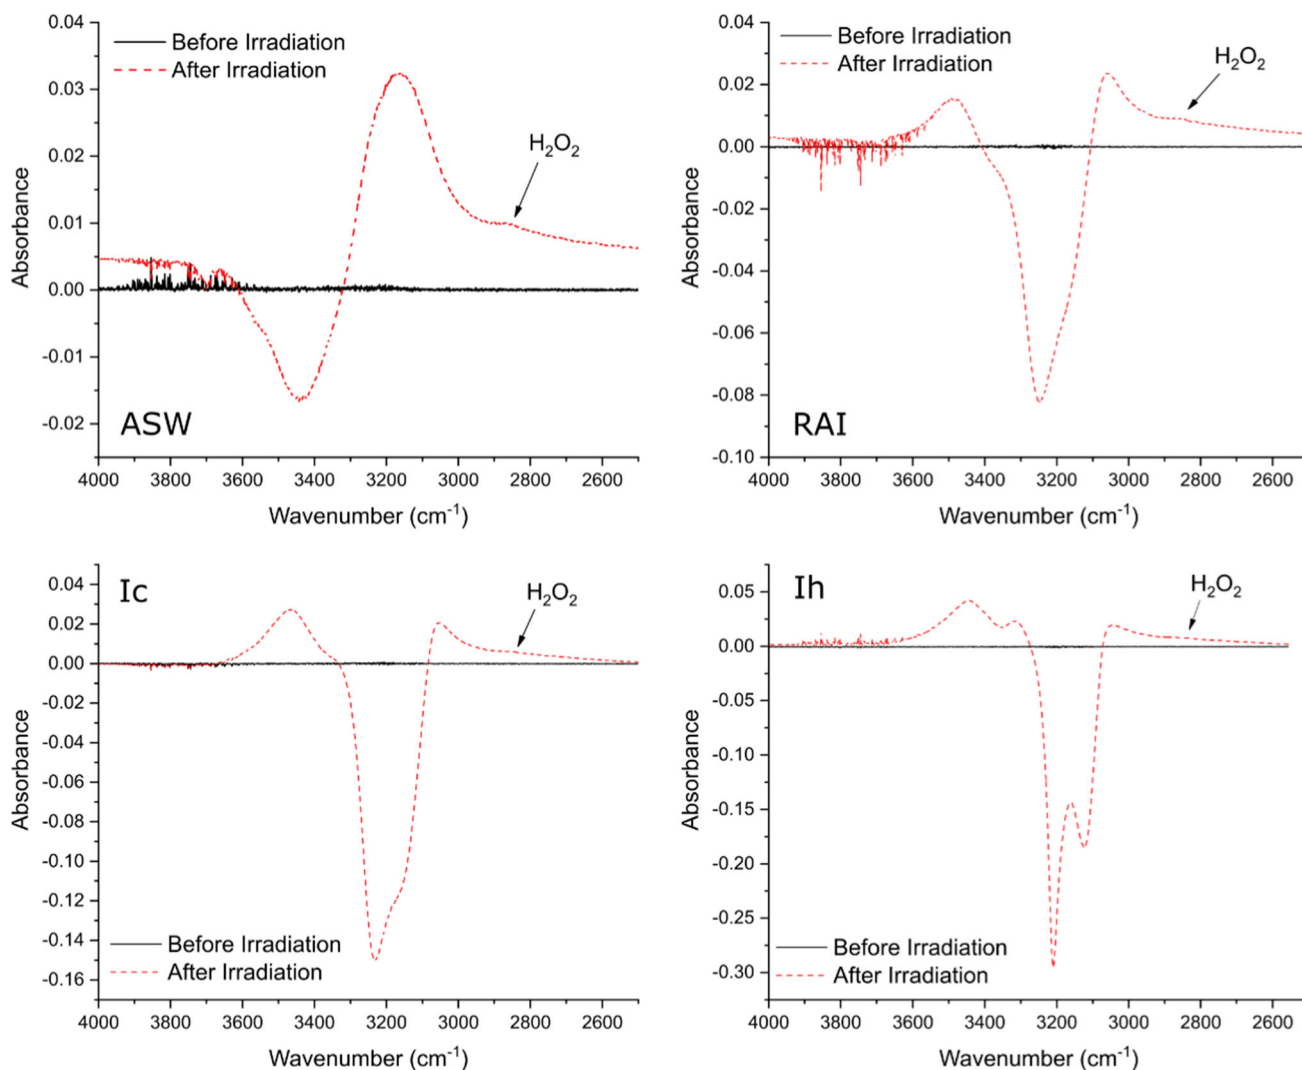 0.04
0.03
0.02
0.01
0.00
-0.01
-0.02
Absorbance
Before Irradiation
After Irradiation
H₂O₂
ASW
4000 3600 3200 2800
Wavenumber (cm⁻¹)
0.04
0.02
0.00
-0.02
-0.04
-0.06
-0.08
-0.10
Absorbance
Before Irradiation
After Irradiation
H₂O₂
RAI
4000 3800 3600 3400 3200 3000 2800 2600
Wavenumber (cm⁻¹)
0.04
0.02
0.00
-0.02
-0.04
-0.06
-0.08
-0.10
-0.12
-0.14
-0.16
Absorbance
Ic
H₂O₂
Before Irradiation
After Irradiation
4000 3600 3200 3000 2800 2600
Wavenumber (cm⁻¹)
0.05
0.00
-0.05
-0.10
-0.15
-0.20
-0.25
-0.30
Absorbance
Ih
H₂O₂
Before Irradiation
After Irradiation
4000 3800 3600 3400 3200 3000 2800 2600
Wavenumber (cm⁻¹)